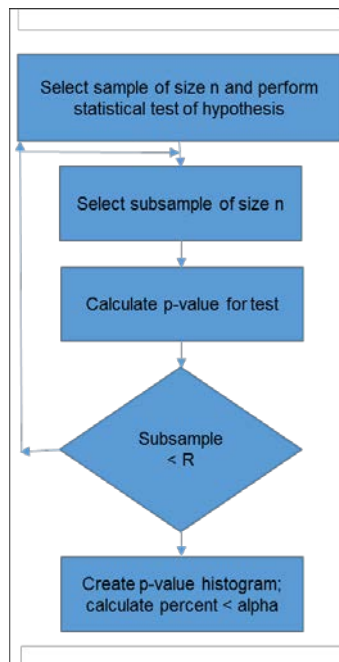 Select sample of size n and perform
statistical test of hypothesis
Select subsample of size n
Calculate p-value for test
Subsample
< R
Create p-value histogram;
calculate percent < alpha